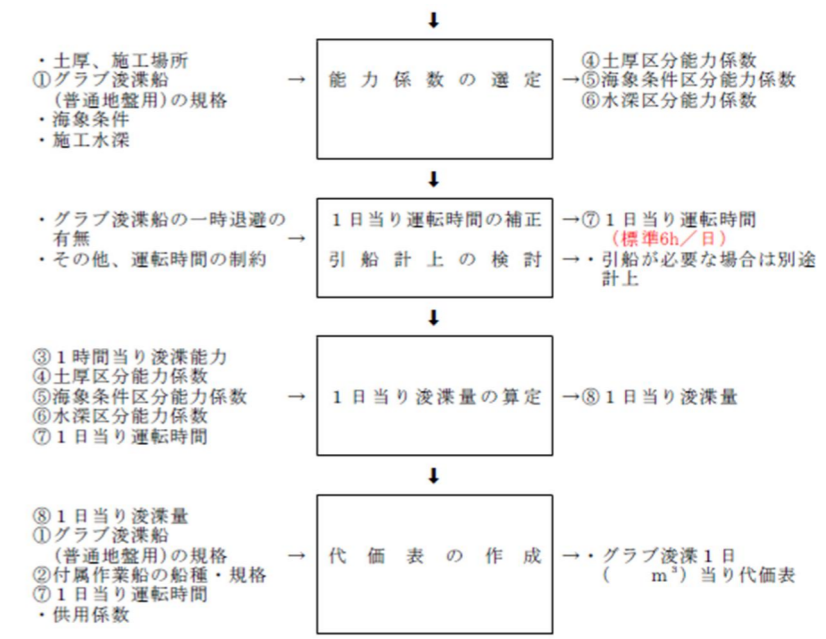 ・土厚、施工場所
①グラブ浚渫船
(普通地盤用)の規格
・海象条件
・施工水深
→
能力係数の選定
→
④土厚区分能力係数
⑤海象条件区分能力係数
⑥水深区分能力係数
・グラブ浚渫船の一時退避の
有無
・その他、運転時間の制約
→
1日当り運転時間の補正
引船計上の検討
→⑦1日当り運転時間
(標準6h/日)
→・引船が必要な場合は別途
計上
③1時間当り浚渫能力
④土厚区分能力係数
⑤海象条件区分能力係数
⑥水深区分能力係数
⑦1日当り運転時間
→
1日当り浚渫量の算定
→⑧1日当り浚渫量
⑧1日当り浚渫量
①グラブ浚渫船
(普通地盤用)の規格
②付属作業船の船種・規格
⑦1日当り運転時間
・供用係数
→
代価表の作成
→・グラブ浚渫1日
( m³)当り代価表